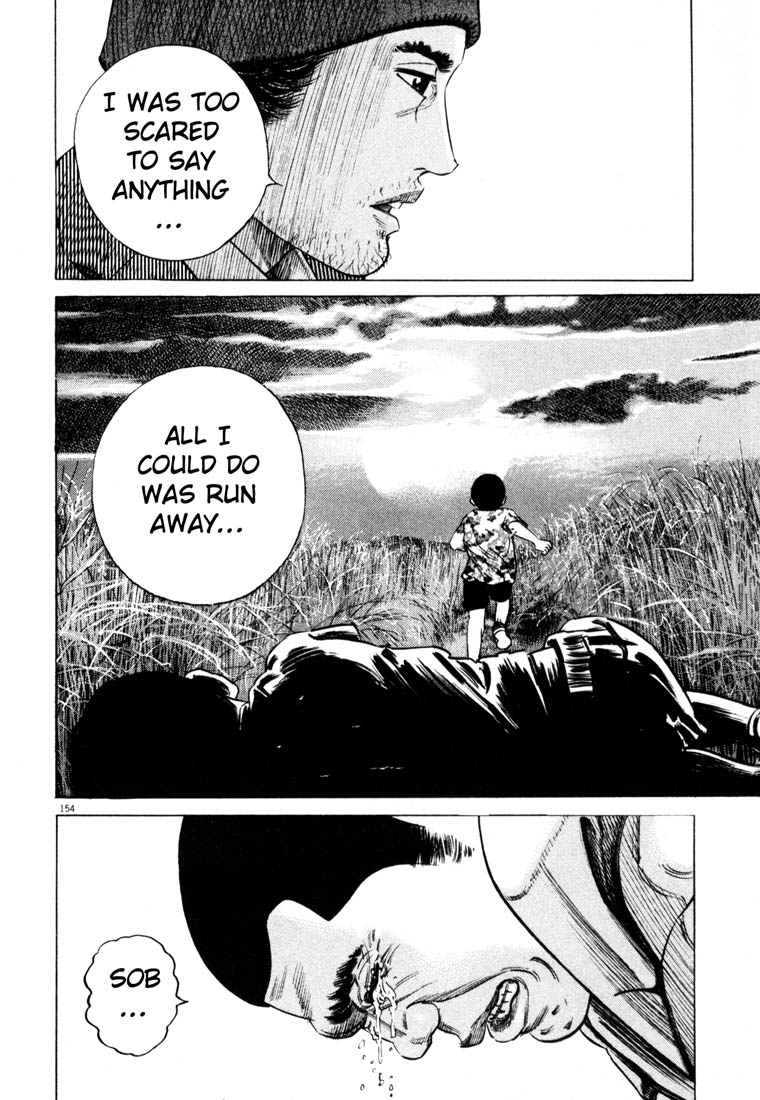 I WAS TOO
SCARED
TO SAY
ANYTHING
...
ALL I
COULD DO
WAS RUN
AWAY...
154
SOB
...